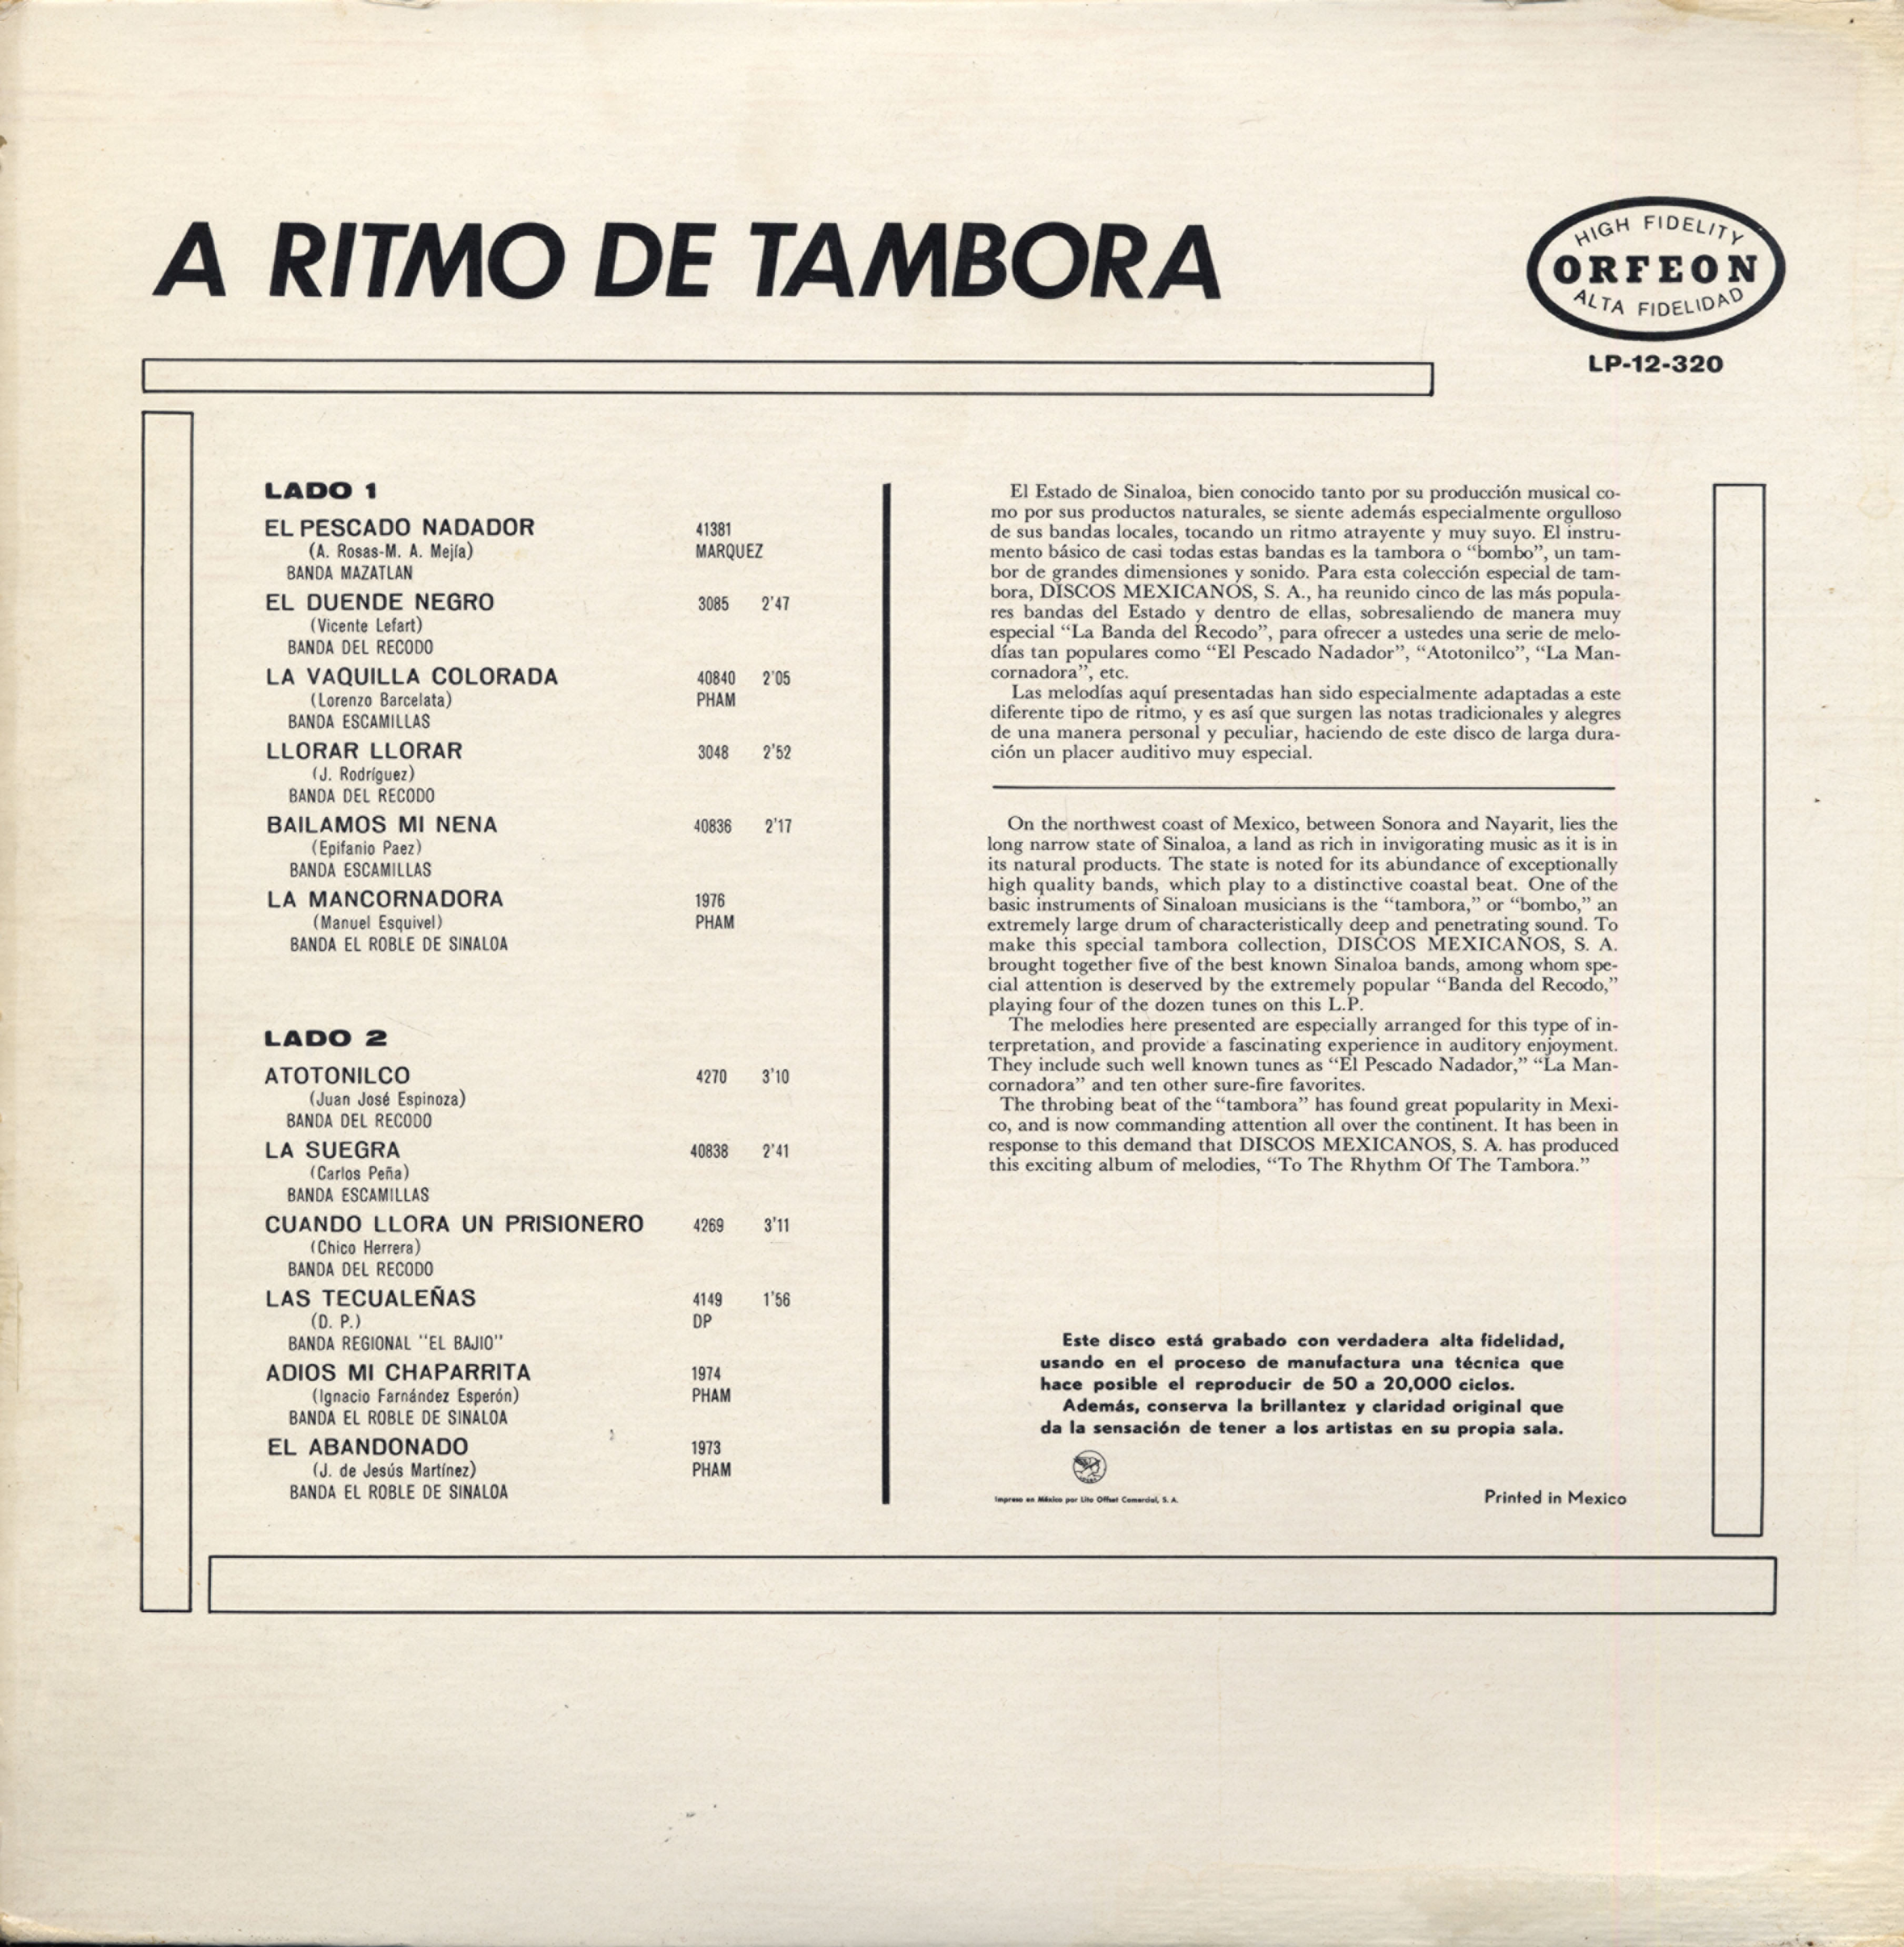 A RITMO DE TAMBORA
HIGH FIDELITY
ORFEON
ALTA FIDELIDAD
LP-12-320
LADO 1
EL PESCADO NADADOR 41381
(A. Rosas-M. A. Mejía) MARQUEZ
BANDA MAZATLAN
EL DUENDE NEGRO 3085 2'47
(Vicente Lefart)
BANDA DEL RECODO
LA VAQUILLA COLORADA 40840 2'05
(Lorenzo Barcelata) PHAM
BANDA ESCAMILLAS
LLORAR LLORAR 3048 2'52
(J. Rodríguez)
BANDA DEL RECODO
BAILAMOS MI NENA 40836 2'17
(Epifanio Paez)
BANDA ESCAMILLAS
LA MANCORNADORA 1976
(Manuel Esquivel) PHAM
BANDA EL ROBLE DE SINALOA
LADO 2
ATOTONILCO 4270 3'10
(Juan José Espinoza)
BANDA DEL RECODO
LA SUEGRA 40838 2'41
(Carlos Peña)
BANDA ESCAMILLAS
CUANDO LLORA UN PRISIONERO 4269 3'11
(Chico Herrera)
BANDA DEL RECODO
LAS TECUALEÑAS 4149 1'56
(D. P.) DP
BANDA REGIONAL "EL BAJIO"
ADIOS MI CHAPARRITA 1974
(Ignacio Farnández Esperón) PHAM
BANDA EL ROBLE DE SINALOA
EL ABANDONADO 1973
(J. de Jesús Martínez) PHAM
BANDA EL ROBLE DE SINALOA
El Estado de Sinaloa, bien conocido tanto por su producción musical co-
mo por sus productos naturales, se siente además especialmente orgulloso
de sus bandas locales, tocando un ritmo atrayente y muy suyo. El instru-
mento básico de casi todas estas bandas es la tambora o "bombo", un tam-
bor de grandes dimensiones y sonido. Para esta colección especial de tam-
bora, DISCOS MEXICANOS, S. A., ha reunido cinco de las más popula-
res bandas del Estado y dentro de ellas, sobresaliendo de manera muy
especial "La Banda del Recodo", para ofrecer a ustedes una serie de melo-
días tan populares como "El Pescado Nadador", "Atotonilco", "La Man-
cornadora", etc.
Las melodías aquí presentadas han sido especialmente adaptadas a este
diferente tipo de ritmo, y es así que surgen las notas tradicionales y alegres
de una manera personal y peculiar, haciendo de este disco de larga dura-
ción un placer auditivo muy especial.
On the northwest coast of Mexico, between Sonora and Nayarit, lies the
long narrow state of Sinaloa, a land as rich in invigorating music as it is in
its natural products. The state is noted for its abundance of exceptionally
high quality bands, which play to a distinctive coastal beat. One of the
basic instruments of Sinaloan musicians is the "tambora," or "bombo," an
extremely large drum of characteristically deep and penetrating sound. To
make this special tambora collection, DISCOS MEXICANOS, S. A.
brought together five of the best known Sinaloa bands, among whom spe-
cial attention is deserved by the extremely popular "Banda del Recodo,"
playing four of the dozen tunes on this L.P.
The melodies here presented are especially arranged for this type of in-
terpretation, and provide a fascinating experience in auditory enjoyment.
They include such well known tunes as "El Pescado Nadador," "La Man-
cornadora" and ten other sure-fire favorites.
The throbing beat of the "tambora" has found great popularity in Mexi-
co, and is now commanding attention all over the continent. It has been in
response to this demand that DISCOS MEXICANOS, S. A. has produced
this exciting album of melodies, "To The Rhythm Of The Tambora."
Este disco está grabado con verdadera alta fidelidad,
usando en el proceso de manufactura una técnica que
hace posible el reproducir de 50 a 20,000 ciclos.
Además, conserva la brillantez y claridad original que
da la sensación de tener a los artistas en su propia sala.
Impreso en México por Lito Offset Comercial, S. A.
Printed in Mexico